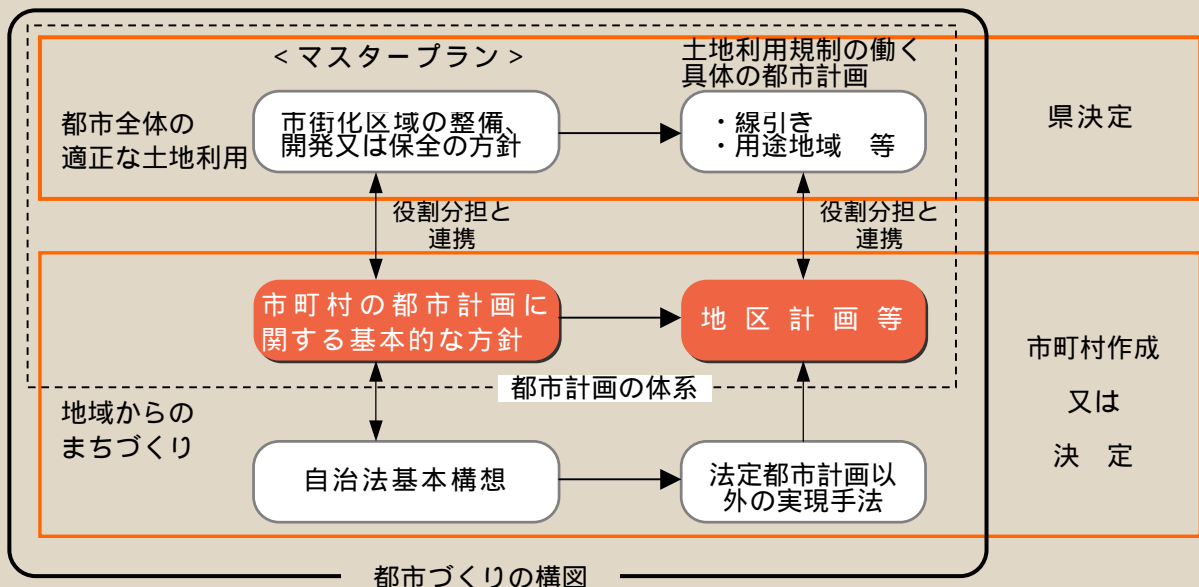 <マスタープラン>
土地利用規制の働く
具体の都市計画
都市全体の
適正な土地利用
市街化区域の整備、
開発又は保全の方針
・線引き
・用途地域　等
県決定
役割分担と
連携
役割分担と
連携
市町村の都市計画に
関する基本的な方針
地区計画等
市町村作成
又は
決　定
都市計画の体系
地域からの
まちづくり
自治法基本構想
法定都市計画以
外の実現手法
都市づくりの構図